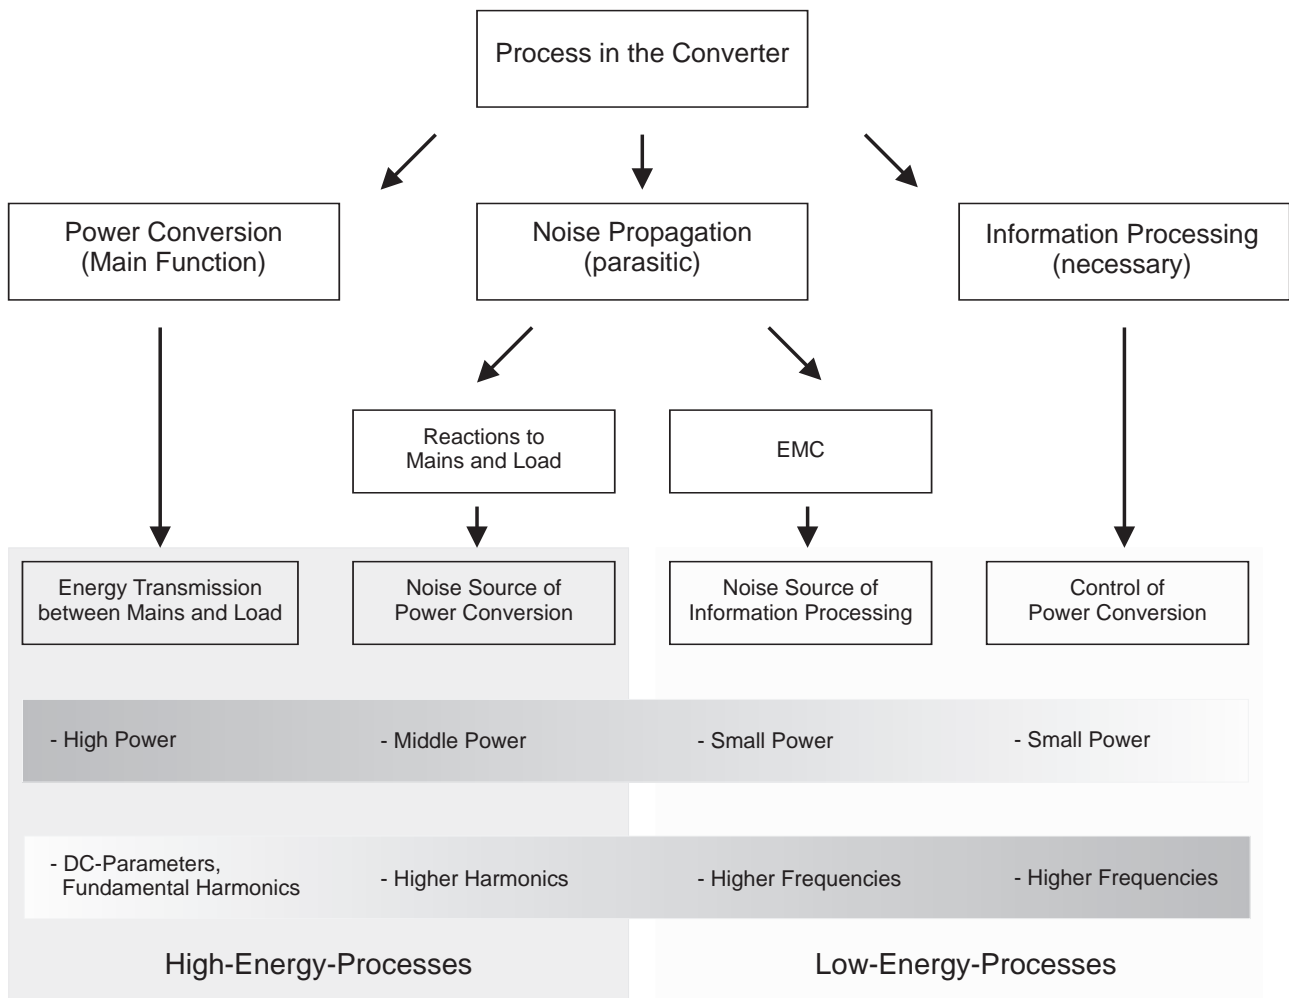 Process in the Converter
Power Conversion
(Main Function)
Noise Propagation
(parasitic)
Information Processing
(necessary)
Reactions to
Mains and Load
EMC
Energy Transmission
between Mains and Load
Noise Source of
Power Conversion
Noise Source of
Information Processing
Control of
Power Conversion
- High Power
- Middle Power
- Small Power
- Small Power
- DC-Parameters,
Fundamental Harmonics
- Higher Harmonics
- Higher Frequencies
- Higher Frequencies
High-Energy-Processes
Low-Energy-Processes